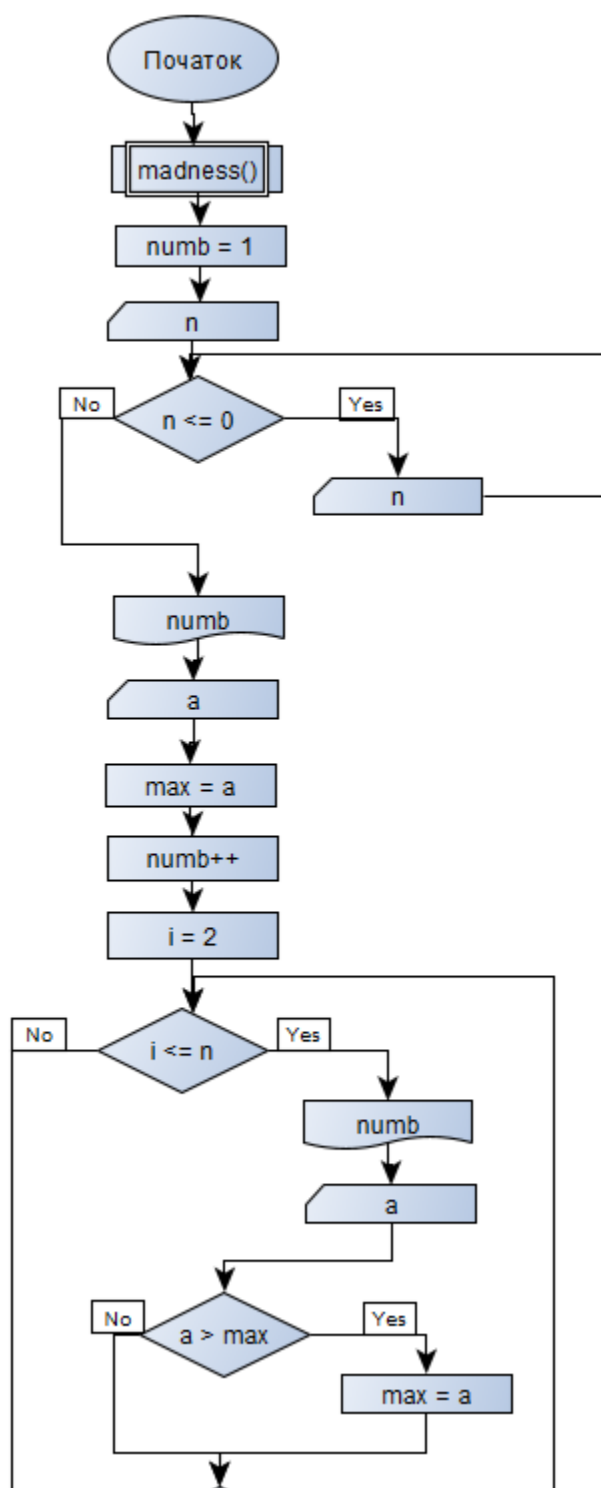 Початок
madness()
numb = 1
n
No
n <= 0
Yes
n
numb
a
max = a
numb++
i = 2
No
i <= n
Yes
numb
a
No
a > max
Yes
max = a